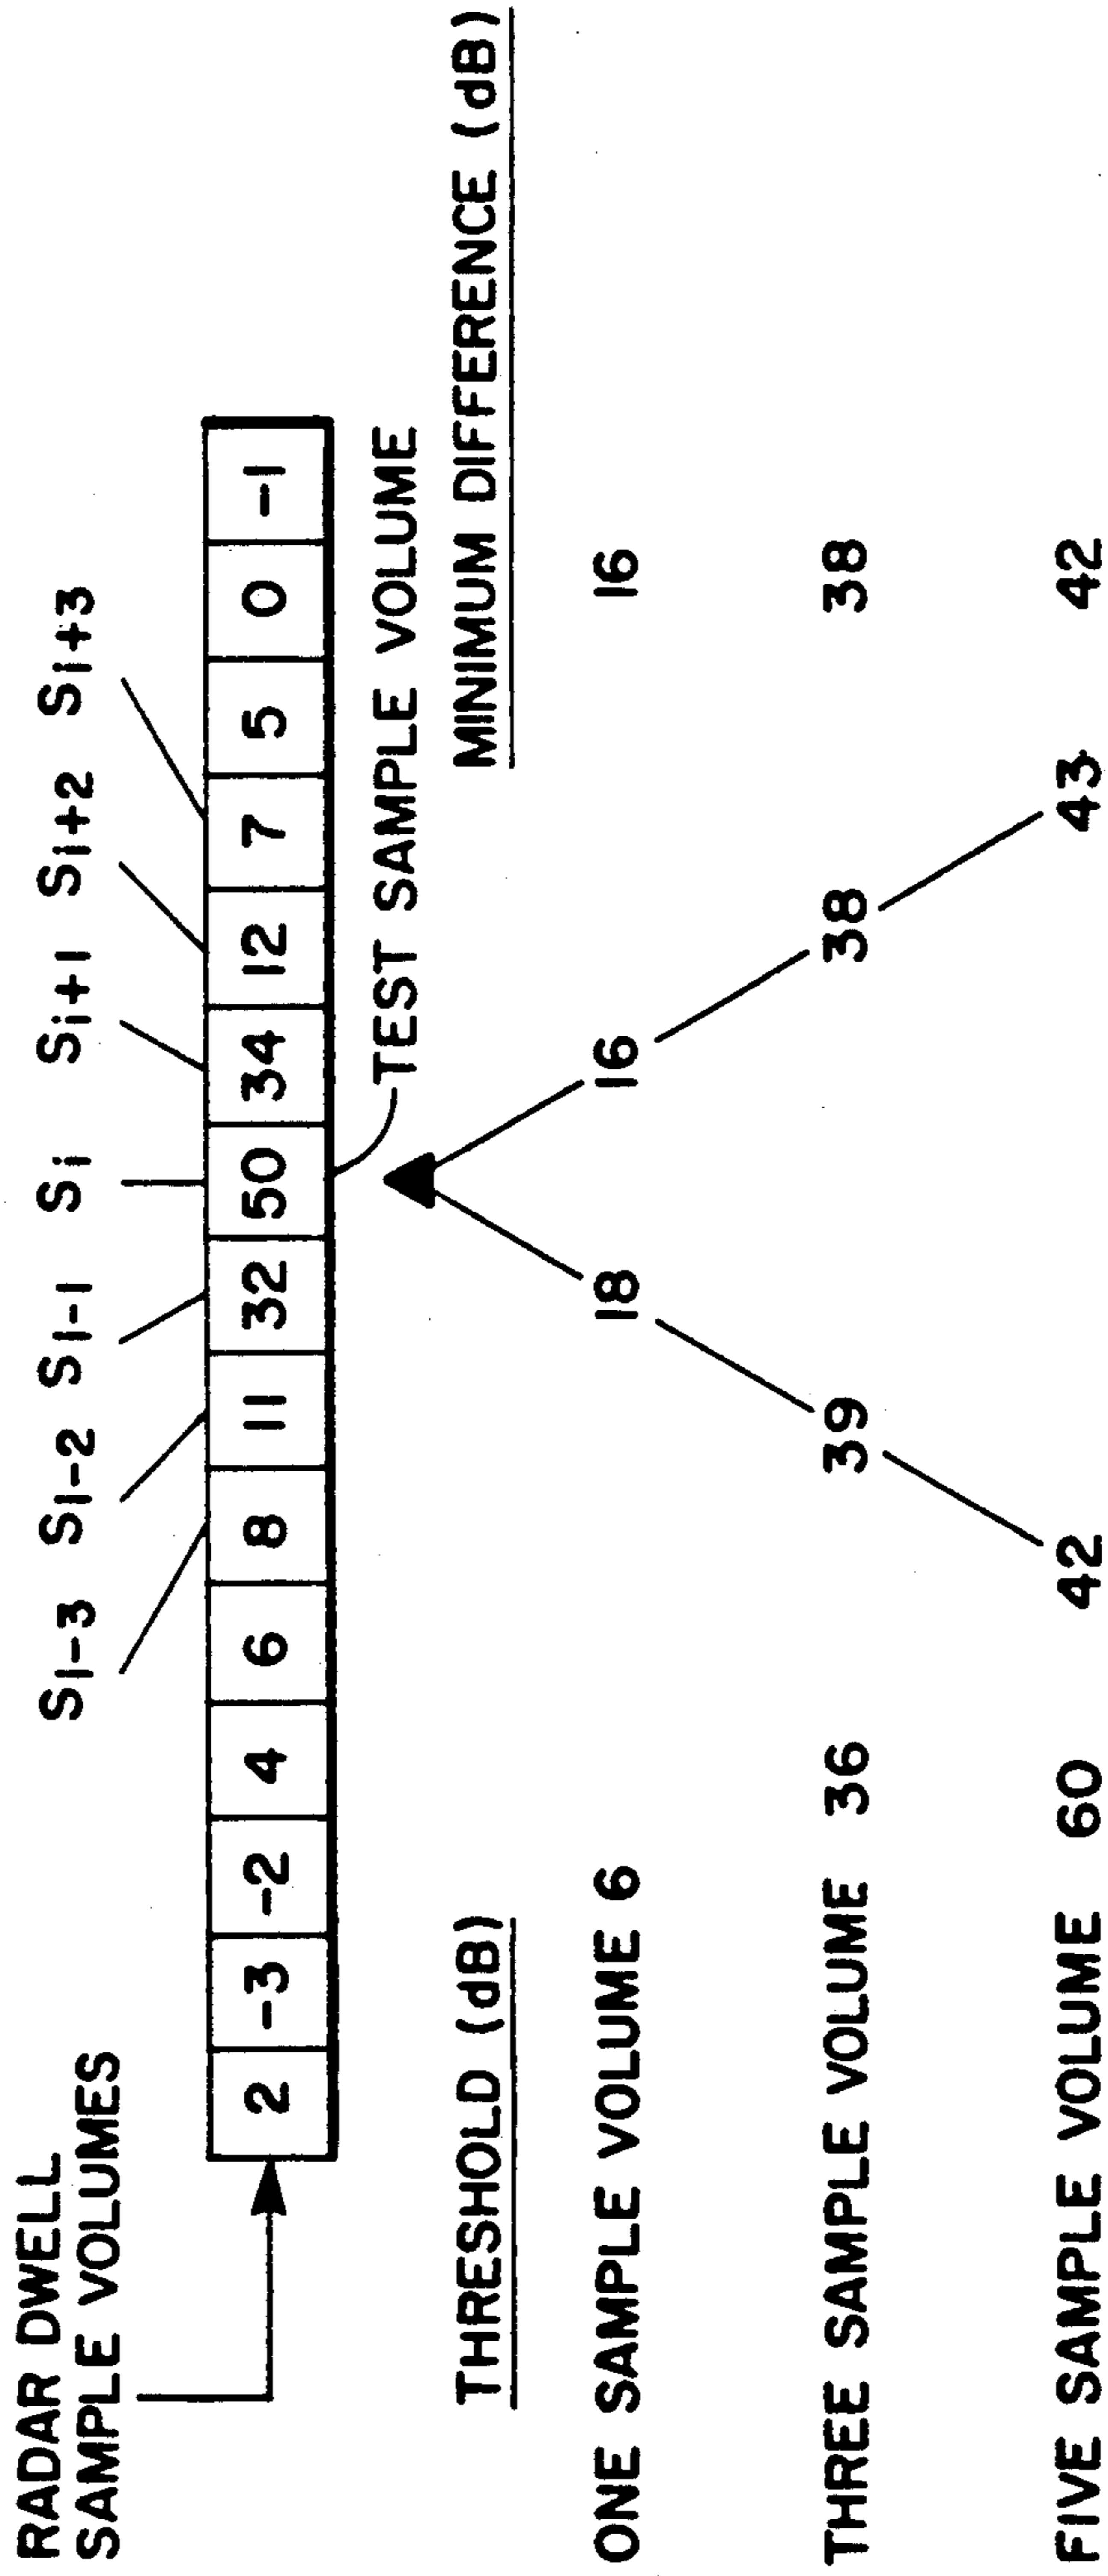 RADAR DWELL
SAMPLE VOLUMES
Si-3 Si-2 Si-1 Si Si+1 Si+2 Si+3
2 -3 -2 4 6 8 11 32 50 34 12 7 5 0 -1
TEST SAMPLE VOLUME
THRESHOLD (dB) MINIMUM DIFFERENCE (dB)
ONE SAMPLE VOLUME 6 18 16 16
THREE SAMPLE VOLUME 36 39 38 38
FIVE SAMPLE VOLUME 60 42 43 42